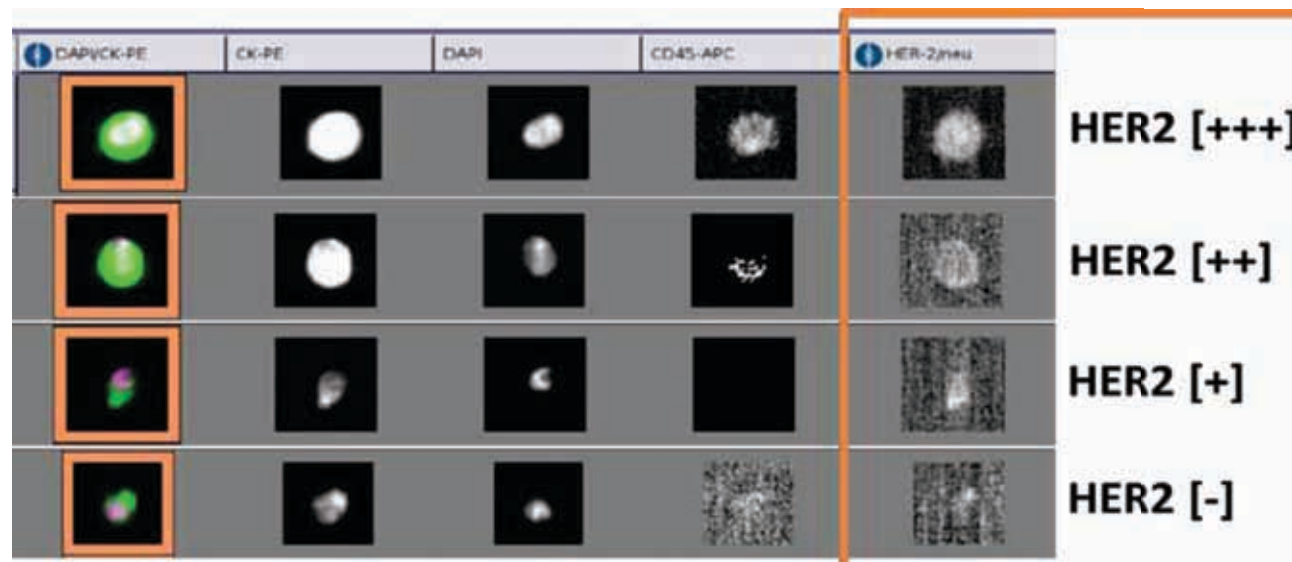 DAPI/CK-PE CK-PE DAPI CD45-APC HER-2/neu
HER2 [+++]
HER2 [++]
HER2 [+]
HER2 [-]